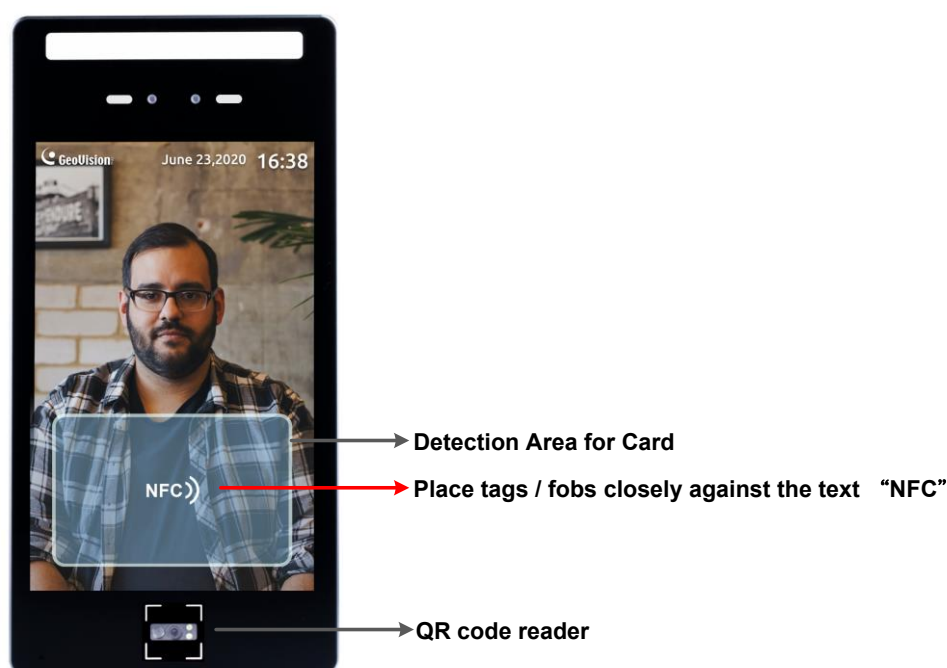 GeoVision June 23,2020 16:38
Detection Area for Card
NFC
Place tags / fobs closely against the text “NFC”
QR code reader